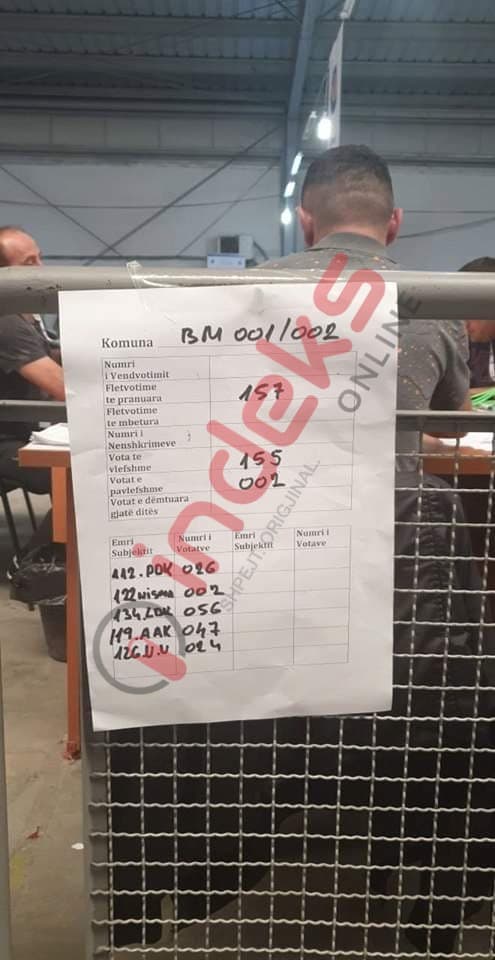 Komuna BM 001/002
Numri
i Vendvotimit
Fletvotime
te pranuara 157
Fletvotime
te mbetura
Numri i
Nenshkrimeve
Vota te
vlefshme 155
Votat e
pavlefshme 002
Votat e dëmtuara
gjatë ditës
Emri
Subjektit Numri i
Votatve Emri
Subjektit Numri i
Votave
112.PDK 026
122 NISMA 002
134.LDK 056
119.AAK 047
126.V.V 024
indeks
ONLINE
SHPEJT.ORIGJINAL.